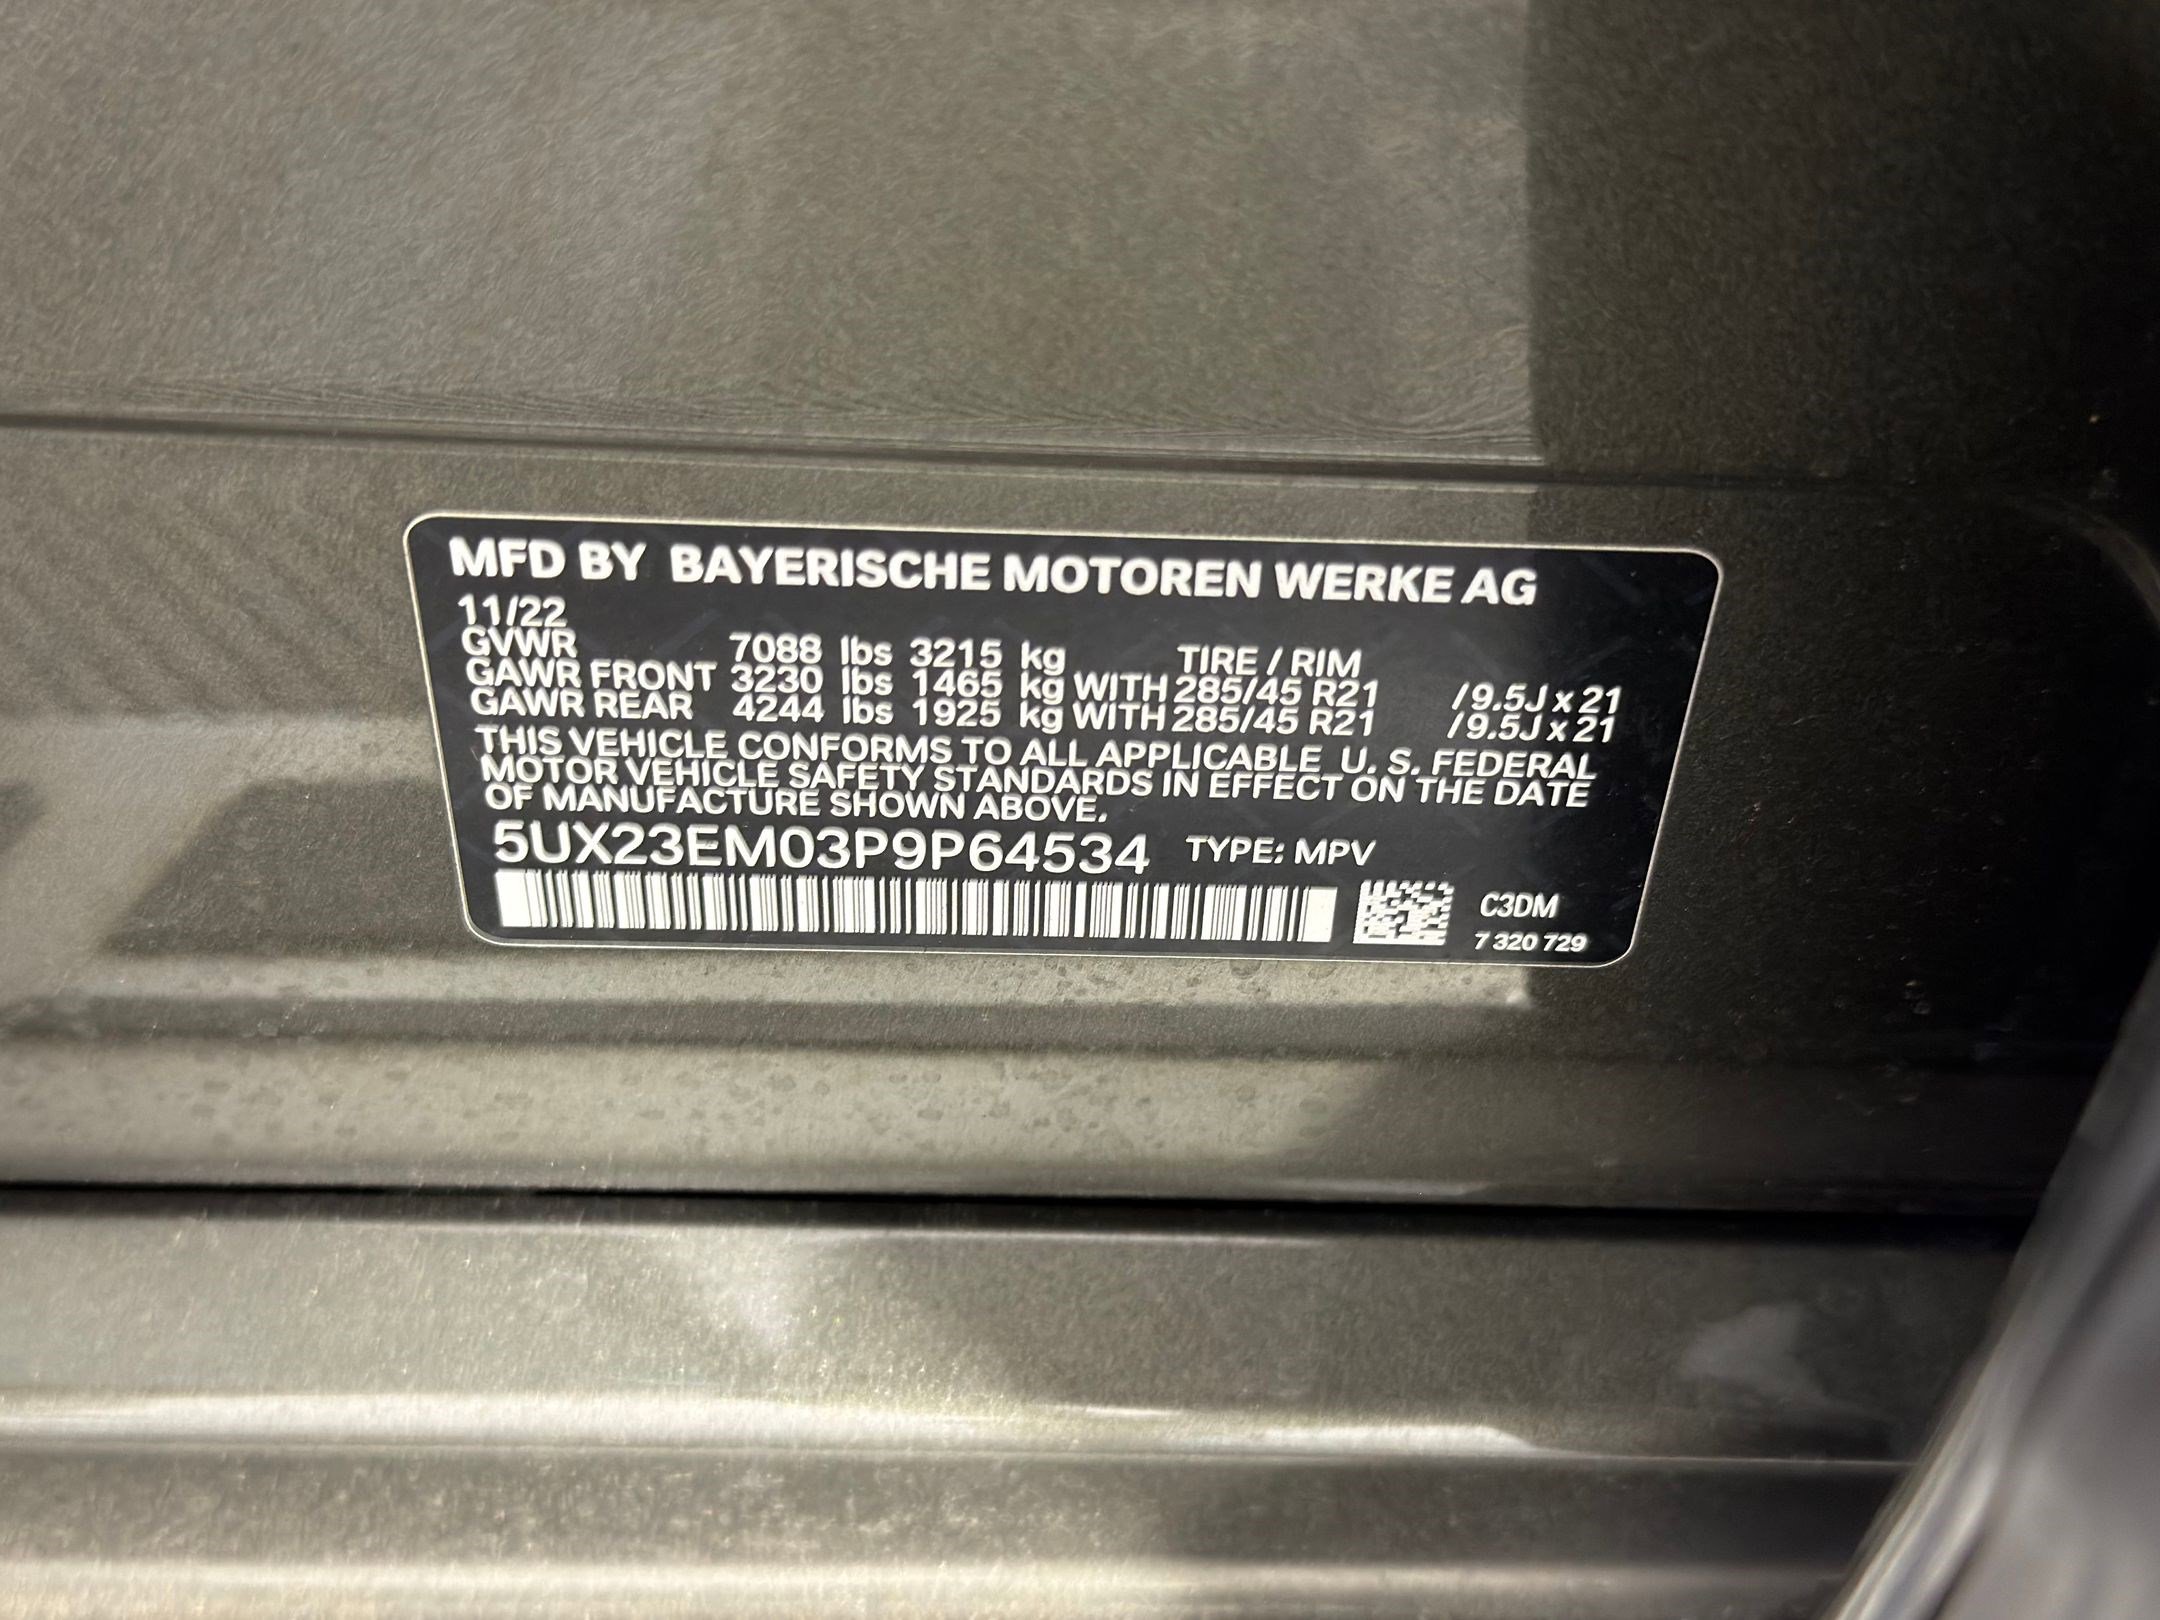 MFD BY BAYERISCHE MOTOREN WERKE AG
11/22
GVWR 7088 lbs 3215 kg TIRE / RIM
GAWR FRONT 3230 lbs 1465 kg WITH 285/45 R21 /9.5J x 21
GAWR REAR 4244 lbs 1925 kg WITH 285/45 R21 /9.5J x 21
THIS VEHICLE CONFORMS TO ALL APPLICABLE U. S. FEDERAL
MOTOR VEHICLE SAFETY STANDARDS IN EFFECT ON THE DATE
OF MANUFACTURE SHOWN ABOVE.
5UX23EM03P9P64534 TYPE: MPV
C3DM
7 320 729